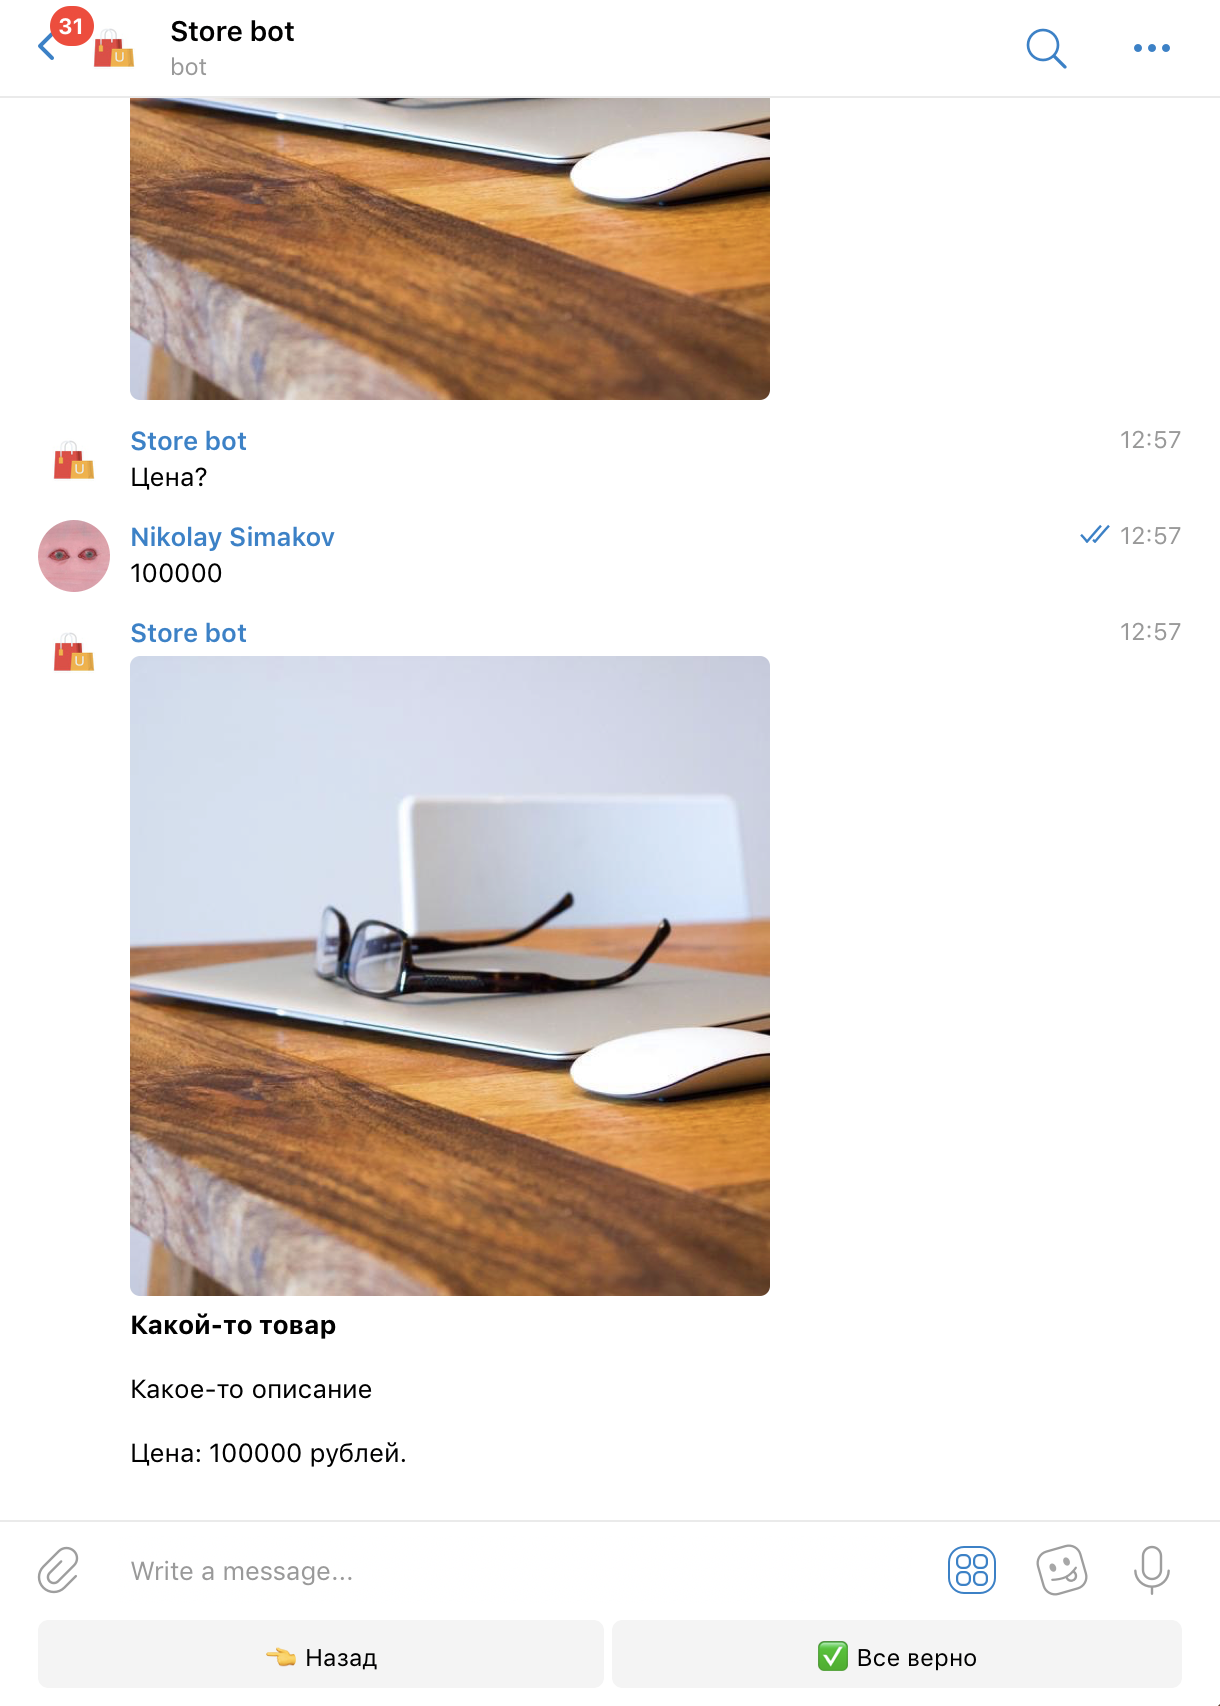 31
Store bot
bot
Store bot
12:57
Цена?
Nikolay Simakov
12:57
100000
Store bot
12:57
Какой-то товар
Какое-то описание
Цена: 100000 рублей.
Write a message...
👈 Назад
✅ Все верно